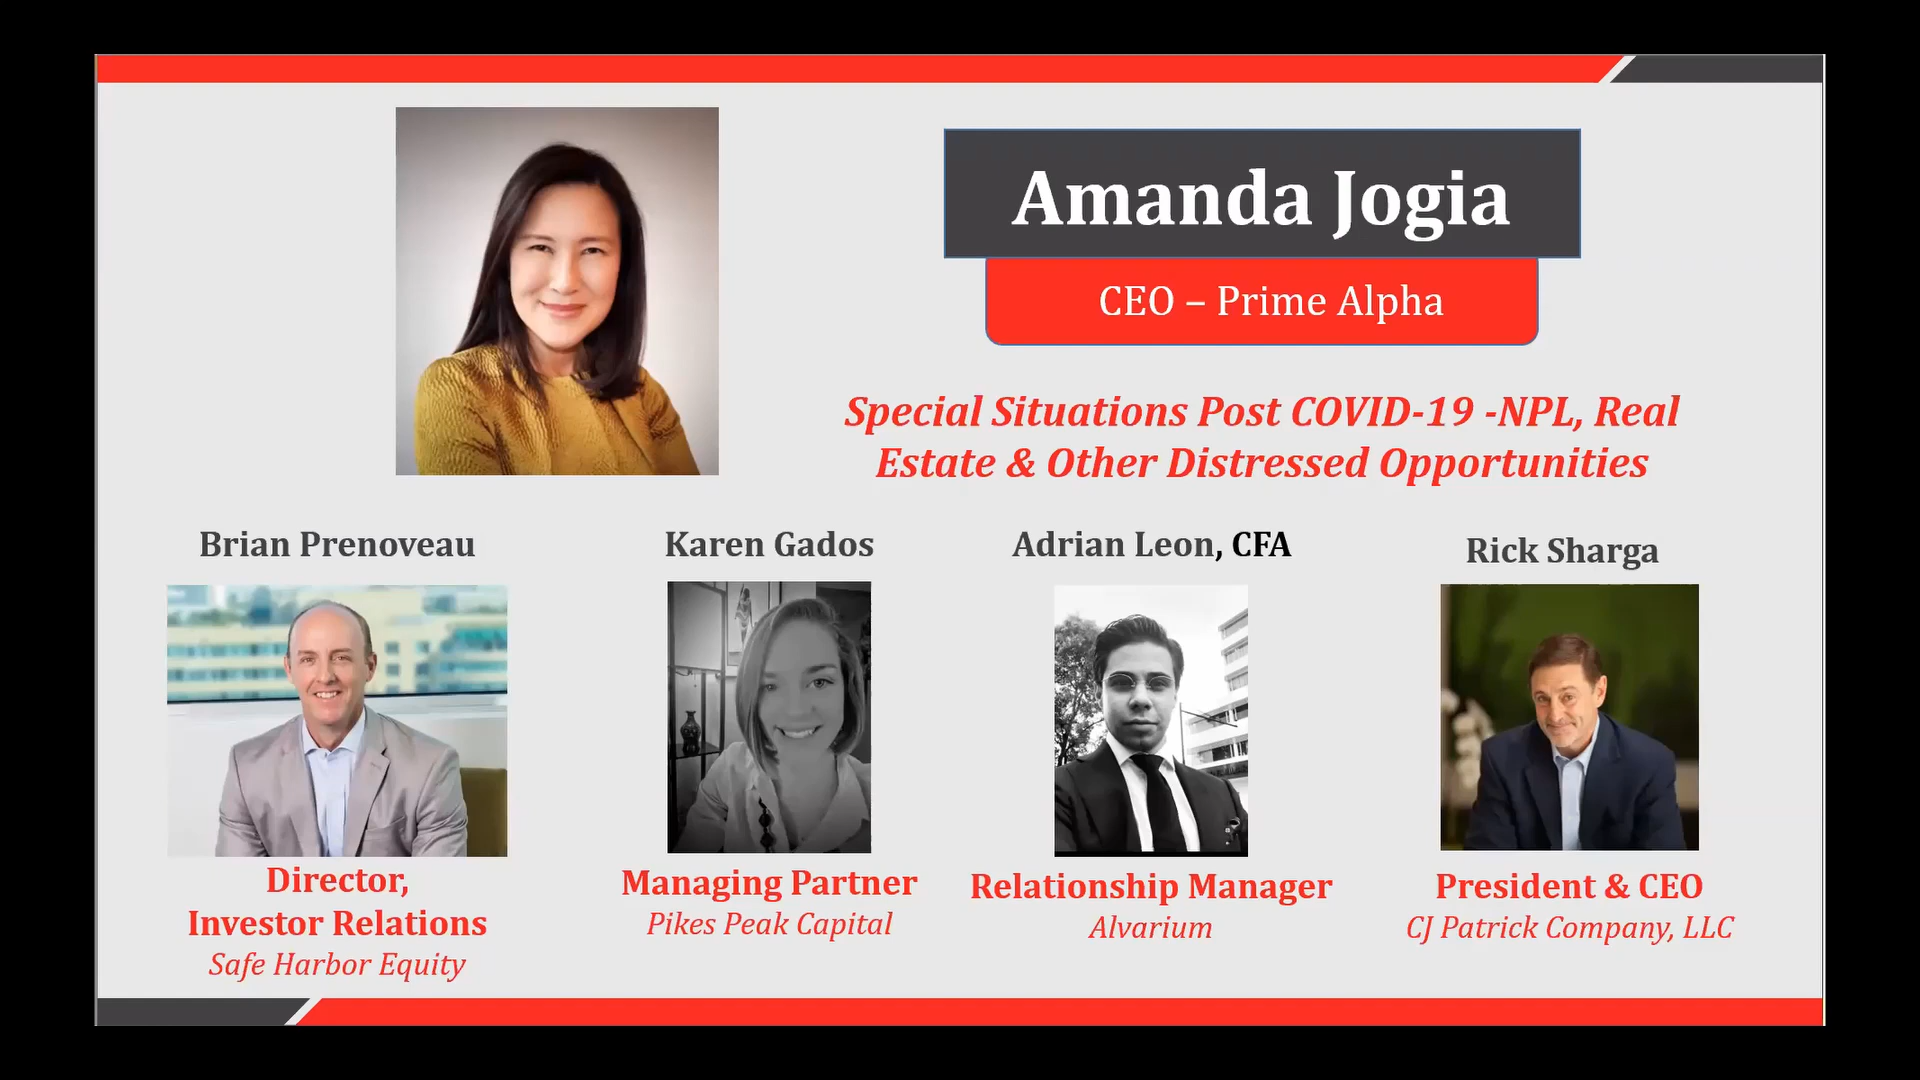 Amanda Jogia
CEO – Prime Alpha
Special Situations Post COVID-19 -NPL, Real
Estate & Other Distressed Opportunities
Brian Prenoveau
Karen Gados
Adrian Leon, CFA
Rick Sharga
Director,
Investor Relations
Safe Harbor Equity
Managing Partner
Pikes Peak Capital
Relationship Manager
Alvarium
President & CEO
CJ Patrick Company, LLC